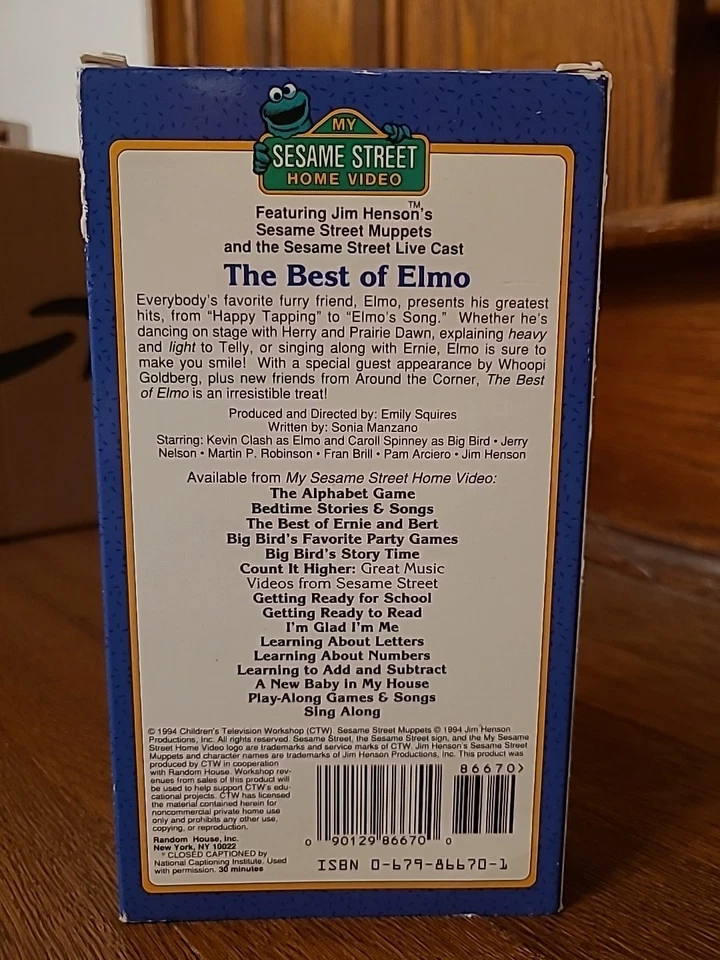 MY
SESAME STREET
HOME VIDEO
Featuring Jim Henson's™
Sesame Street Muppets
and the Sesame Street Live Cast
The Best of Elmo
Everybody's favorite furry friend, Elmo, presents his greatest
hits, from "Happy Tapping" to "Elmo's Song." Whether he's
dancing on stage with Herry and Prairie Dawn, explaining heavy
and light to Telly, or singing along with Ernie, Elmo is sure to
make you smile! With a special guest appearance by Whoopi
Goldberg, plus new friends from Around the Corner, The Best
of Elmo is an irresistible treat!
Produced and Directed by: Emily Squires
Written by: Sonia Manzano
Starring: Kevin Clash as Elmo and Caroll Spinney as Big Bird • Jerry
Nelson • Martin P. Robinson • Fran Brill • Pam Arciero • Jim Henson
Available from My Sesame Street Home Video:
The Alphabet Game
Bedtime Stories & Songs
The Best of Ernie and Bert
Big Bird's Favorite Party Games
Big Bird's Story Time
Count It Higher: Great Music
Videos from Sesame Street
Getting Ready for School
Getting Ready to Read
I'm Glad I'm Me
Learning About Letters
Learning About Numbers
Learning to Add and Subtract
A New Baby in My House
Play-Along Games & Songs
Sing Along
© 1994 Children's Television Workshop (CTW). Sesame Street Muppets © 1994 Jim Henson
Productions, Inc. All rights reserved. Sesame Street, the Sesame Street sign, and the My Sesame
Street Home Video logo are trademarks and service marks of CTW. Jim Henson's Sesame Street
Muppets and character names are trademarks of Jim Henson Productions, Inc. This product was
produced by CTW in cooperation
with Random House. Workshop rev-
enues from sales of this product will
be used to help support CTW's edu-
cational projects. CTW has licensed
the material contained herein for
noncommercial private home use
only and prohibits any other use,
copying, or reproduction.
Random House, Inc.
New York, NY 10022
® CLOSED CAPTIONED by
National Captioning Institute. Used
with permission. 30 minutes
86670>
0 90129 86670 0
ISBN 0-679-86670-1